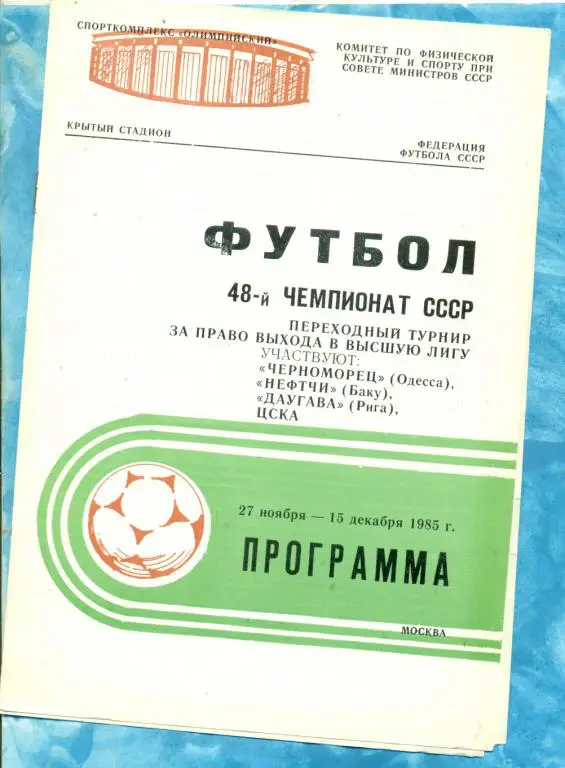 СПОРТКОМПЛЕКС «ОЛИМПИЙСКИЙ»
КОМИТЕТ ПО ФИЗИЧЕСКОЙ
КУЛЬТУРЕ И СПОРТУ ПРИ
СОВЕТЕ МИНИСТРОВ СССР
КРЫТЫЙ СТАДИОН
ФЕДЕРАЦИЯ
ФУТБОЛА СССР
ФУТБОЛ
48-й ЧЕМПИОНАТ СССР
ПЕРЕХОДНЫЙ ТУРНИР
ЗА ПРАВО ВЫХОДА В ВЫСШУЮ ЛИГУ
УЧАСТВУЮТ:
«ЧЕРНОМОРЕЦ» (Одесса),
«НЕФТЧИ» (Баку),
«ДАУГАВА» (Рига),
ЦСКА
27 ноября — 15 декабря 1985 г.
ПРОГРАММА
МОСКВА